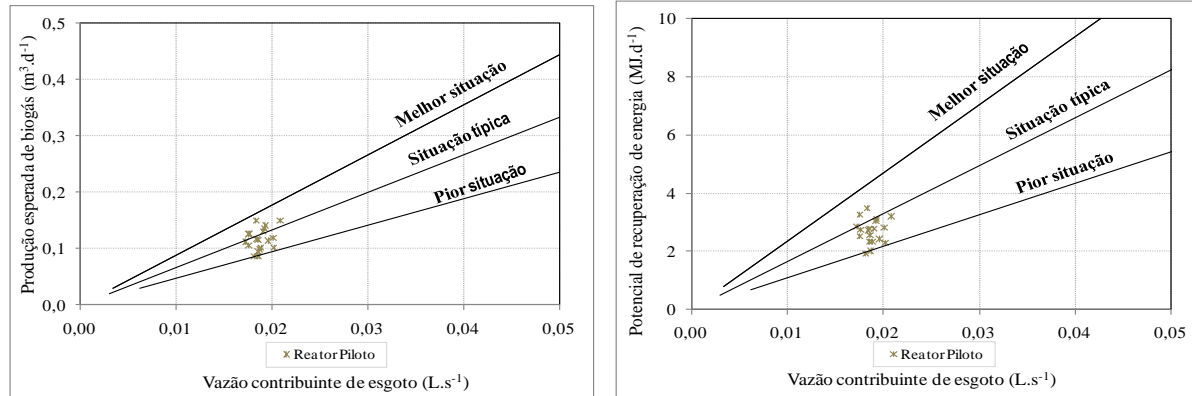 Produção esperada de biogás (m³.d⁻¹)
0,5
0,4
0,3
0,2
0,1
0,0
Melhor situação
Situação típica
Pior situação
0,00 0,01 0,02 0,03 0,04 0,05
Reator Piloto
Vazão contribuinte de esgoto (L.s⁻¹)
Potencial de recuperação de energia (MJ.d⁻¹)
10
8
6
4
2
0
Melhor situação
Situação típica
Pior situação
0,00 0,01 0,02 0,03 0,04 0,05
Reator Piloto
Vazão contribuinte de esgoto (L.s⁻¹)